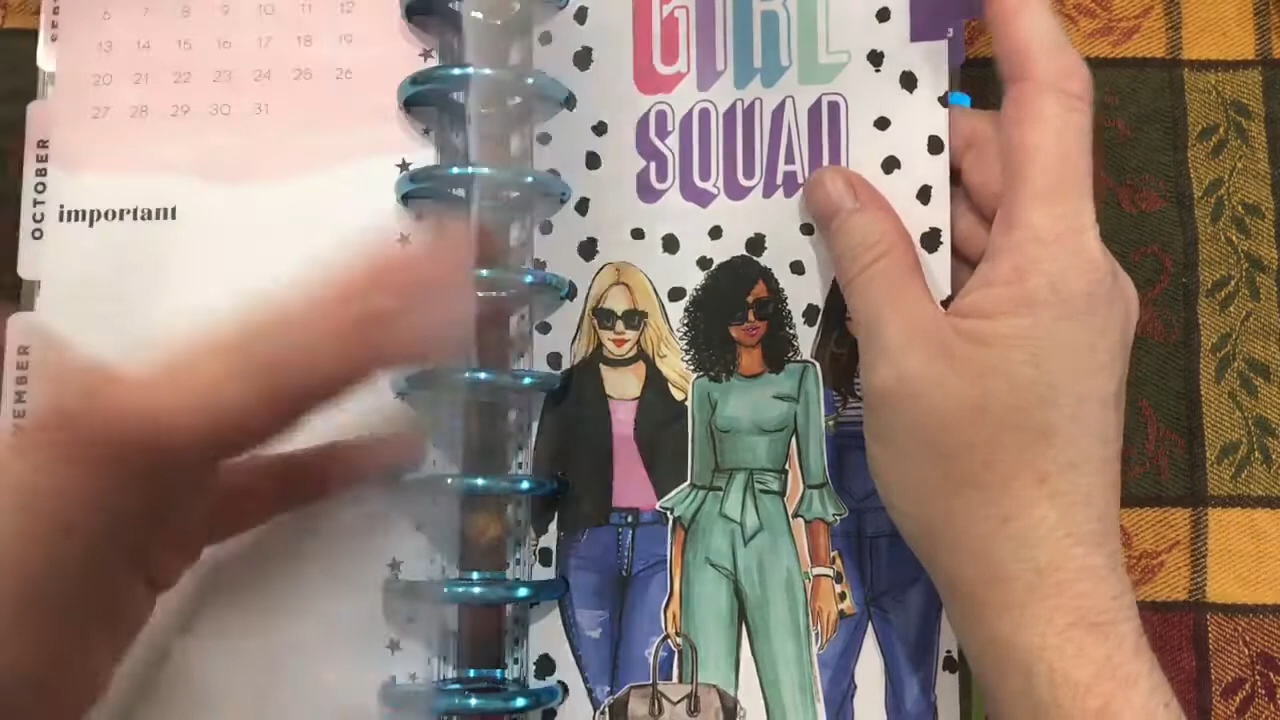 6 7 8 9 10 11 12
13 14 15 16 17 18 19
20 21 22 23 24 25 26
27 28 29 30 31
OCTOBER
important
VEMBER
GIRL
SQUAD